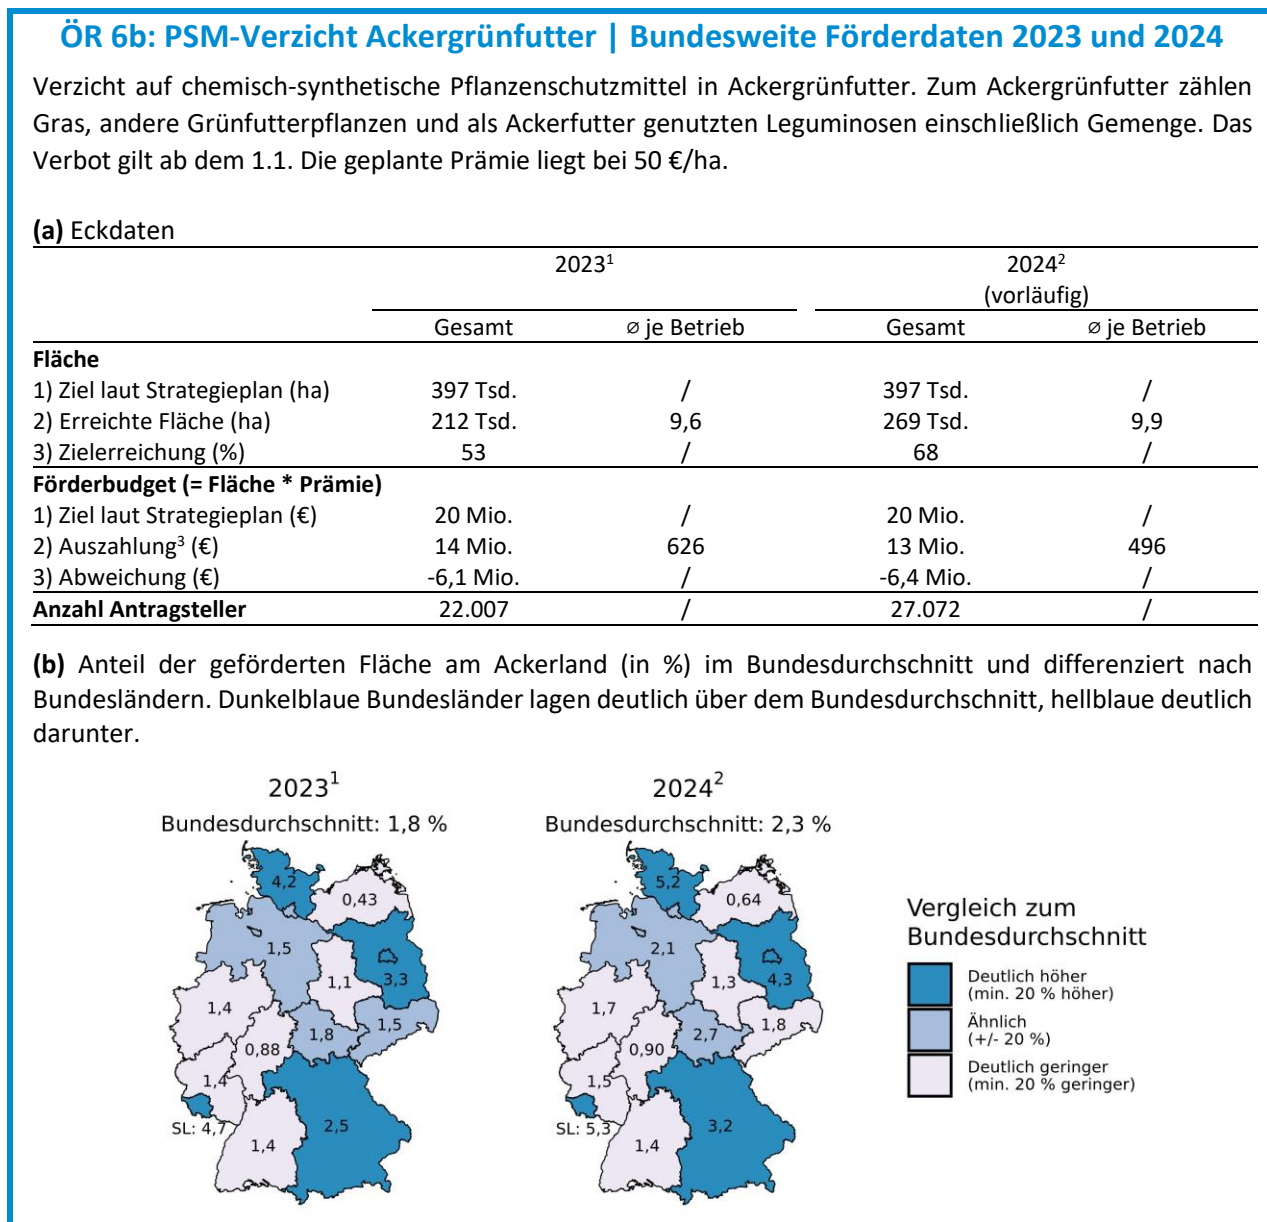 ÖR 6b: PSM-Verzicht Ackergrünfutter | Bundesweite Förderdaten 2023 und 2024
Verzicht auf chemisch-synthetische Pflanzenschutzmittel in Ackergrünfutter. Zum Ackergrünfutter zählen
Gras, andere Grünfutterpflanzen und als Ackerfutter genutzten Leguminosen einschließlich Gemenge. Das
Verbot gilt ab dem 1.1. Die geplante Prämie liegt bei 50 €/ha.
(a) Eckdaten
2023¹ 2024²
(vorläufig)
Gesamt ⌀ je Betrieb Gesamt ⌀ je Betrieb
Fläche
1) Ziel laut Strategieplan (ha) 397 Tsd. / 397 Tsd. /
2) Erreichte Fläche (ha) 212 Tsd. 9,6 269 Tsd. 9,9
3) Zielerreichung (%) 53 / 68 /
Förderbudget (= Fläche * Prämie)
1) Ziel laut Strategieplan (€) 20 Mio. / 20 Mio. /
2) Auszahlung³ (€) 14 Mio. 626 13 Mio. 496
3) Abweichung (€) -6,1 Mio. / -6,4 Mio. /
Anzahl Antragsteller 22.007 / 27.072 /
(b) Anteil der geförderten Fläche am Ackerland (in %) im Bundesdurchschnitt und differenziert nach
Bundesländern. Dunkelblaue Bundesländer lagen deutlich über dem Bundesdurchschnitt, hellblaue deutlich
darunter.
2023¹
Bundesdurchschnitt: 1,8 %
4,2
0,43
1,5
3,3
1,1
1,4
1,8
1,5
0,88
1,4
SL: 4,7
2,5
1,4
2024²
Bundesdurchschnitt: 2,3 %
5,2
0,64
2,1
4,3
1,3
1,7
2,7
1,8
0,90
1,5
SL: 5,3
3,2
1,4
Vergleich zum
Bundesdurchschnitt
Deutlich höher
(min. 20 % höher)
Ähnlich
(+/- 20 %)
Deutlich geringer
(min. 20 % geringer)